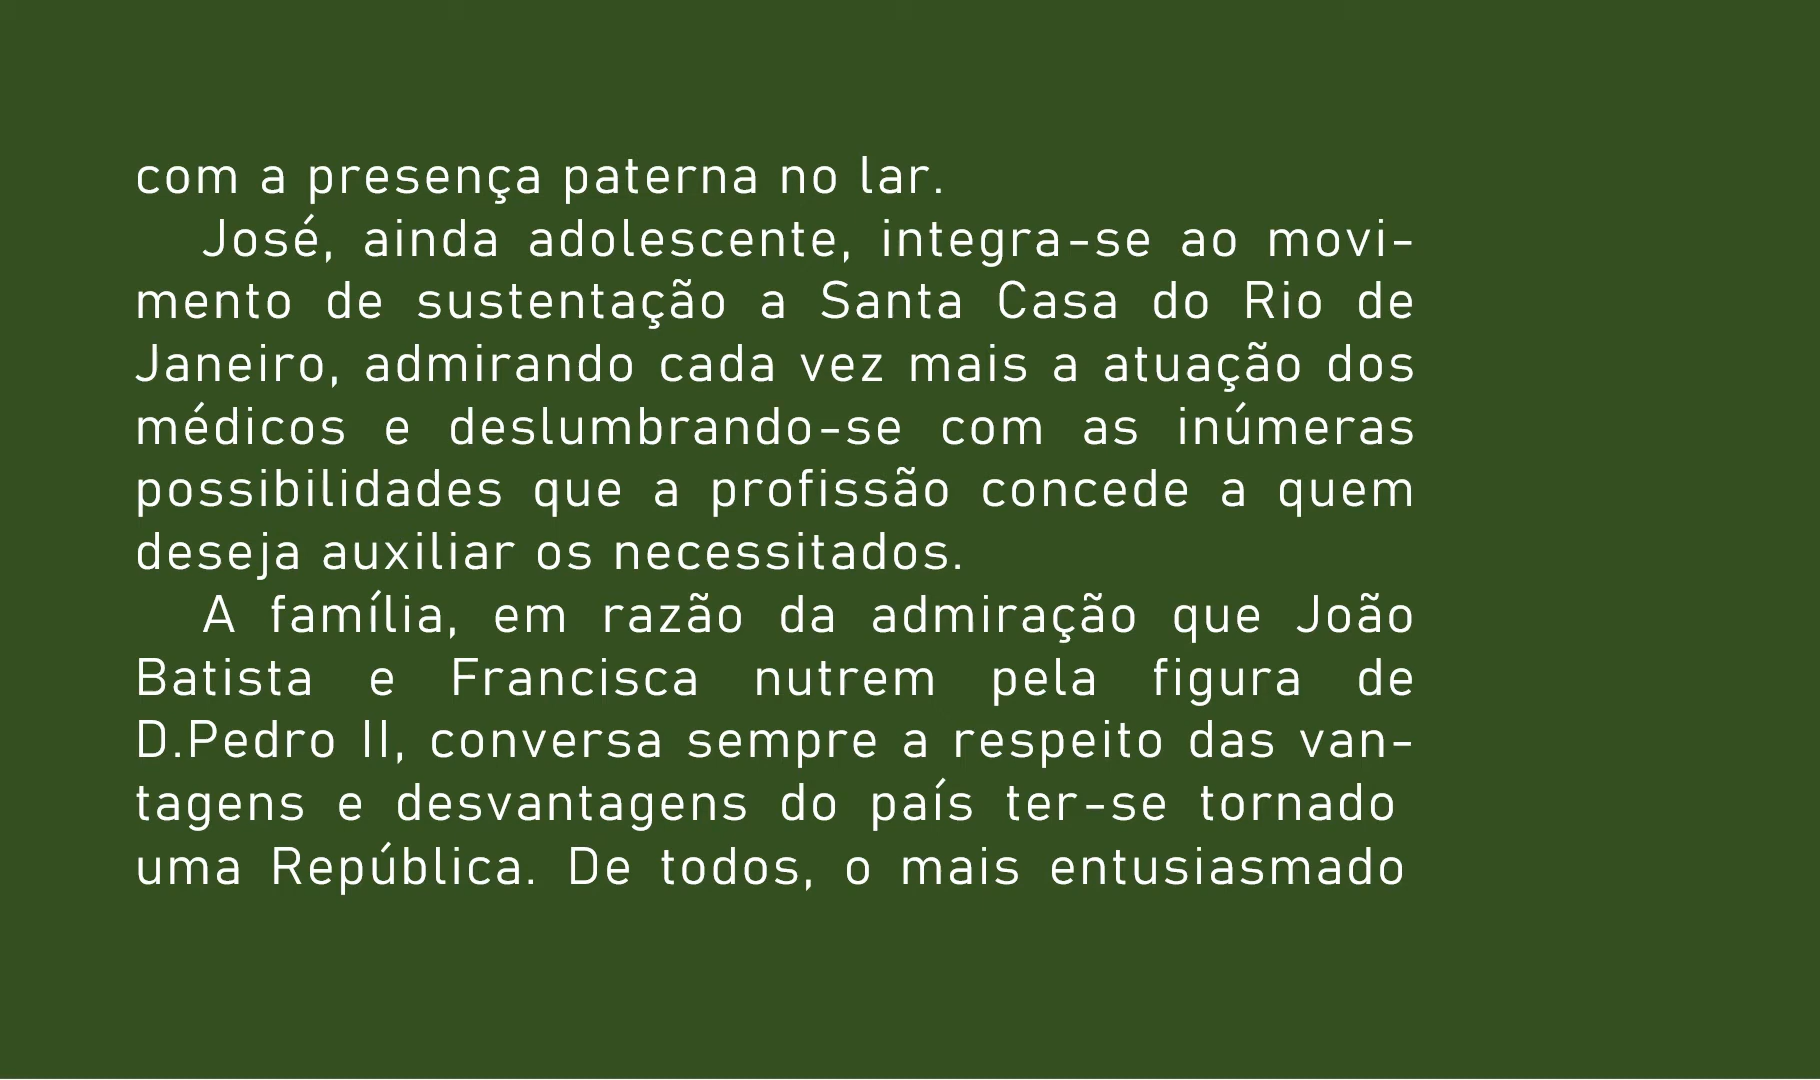 com a presença paterna no lar.
José, ainda adolescente, integra-se ao movi-
mento de sustentação a Santa Casa do Rio de
Janeiro, admirando cada vez mais a atuação dos
médicos e deslumbrando-se com as inúmeras
possibilidades que a profissão concede a quem
deseja auxiliar os necessitados.
A família, em razão da admiração que João
Batista e Francisca nutrem pela figura de
D.Pedro II, conversa sempre a respeito das van-
tagens e desvantagens do país ter-se tornado
uma República. De todos, o mais entusiasmado